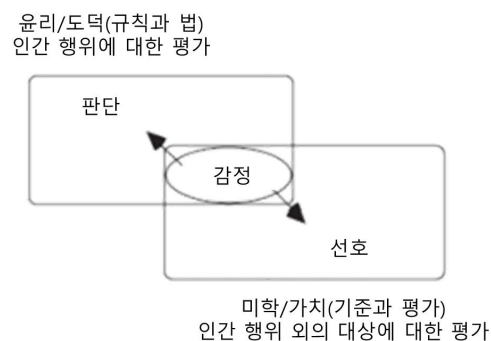 윤리/도덕(규칙과 법)
인간 행위에 대한 평가
판단
감정
선호
미학/가치(기준과 평가)
인간 행위 외의 대상에 대한 평가